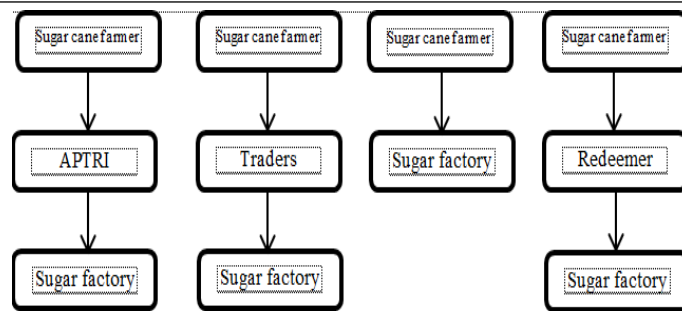 Sugar cane farmer
Sugar cane farmer
Sugar cane farmer
Sugar cane farmer
APTRI
Traders
Sugar factory
Redeemer
Sugar factory
Sugar factory
Sugar factory